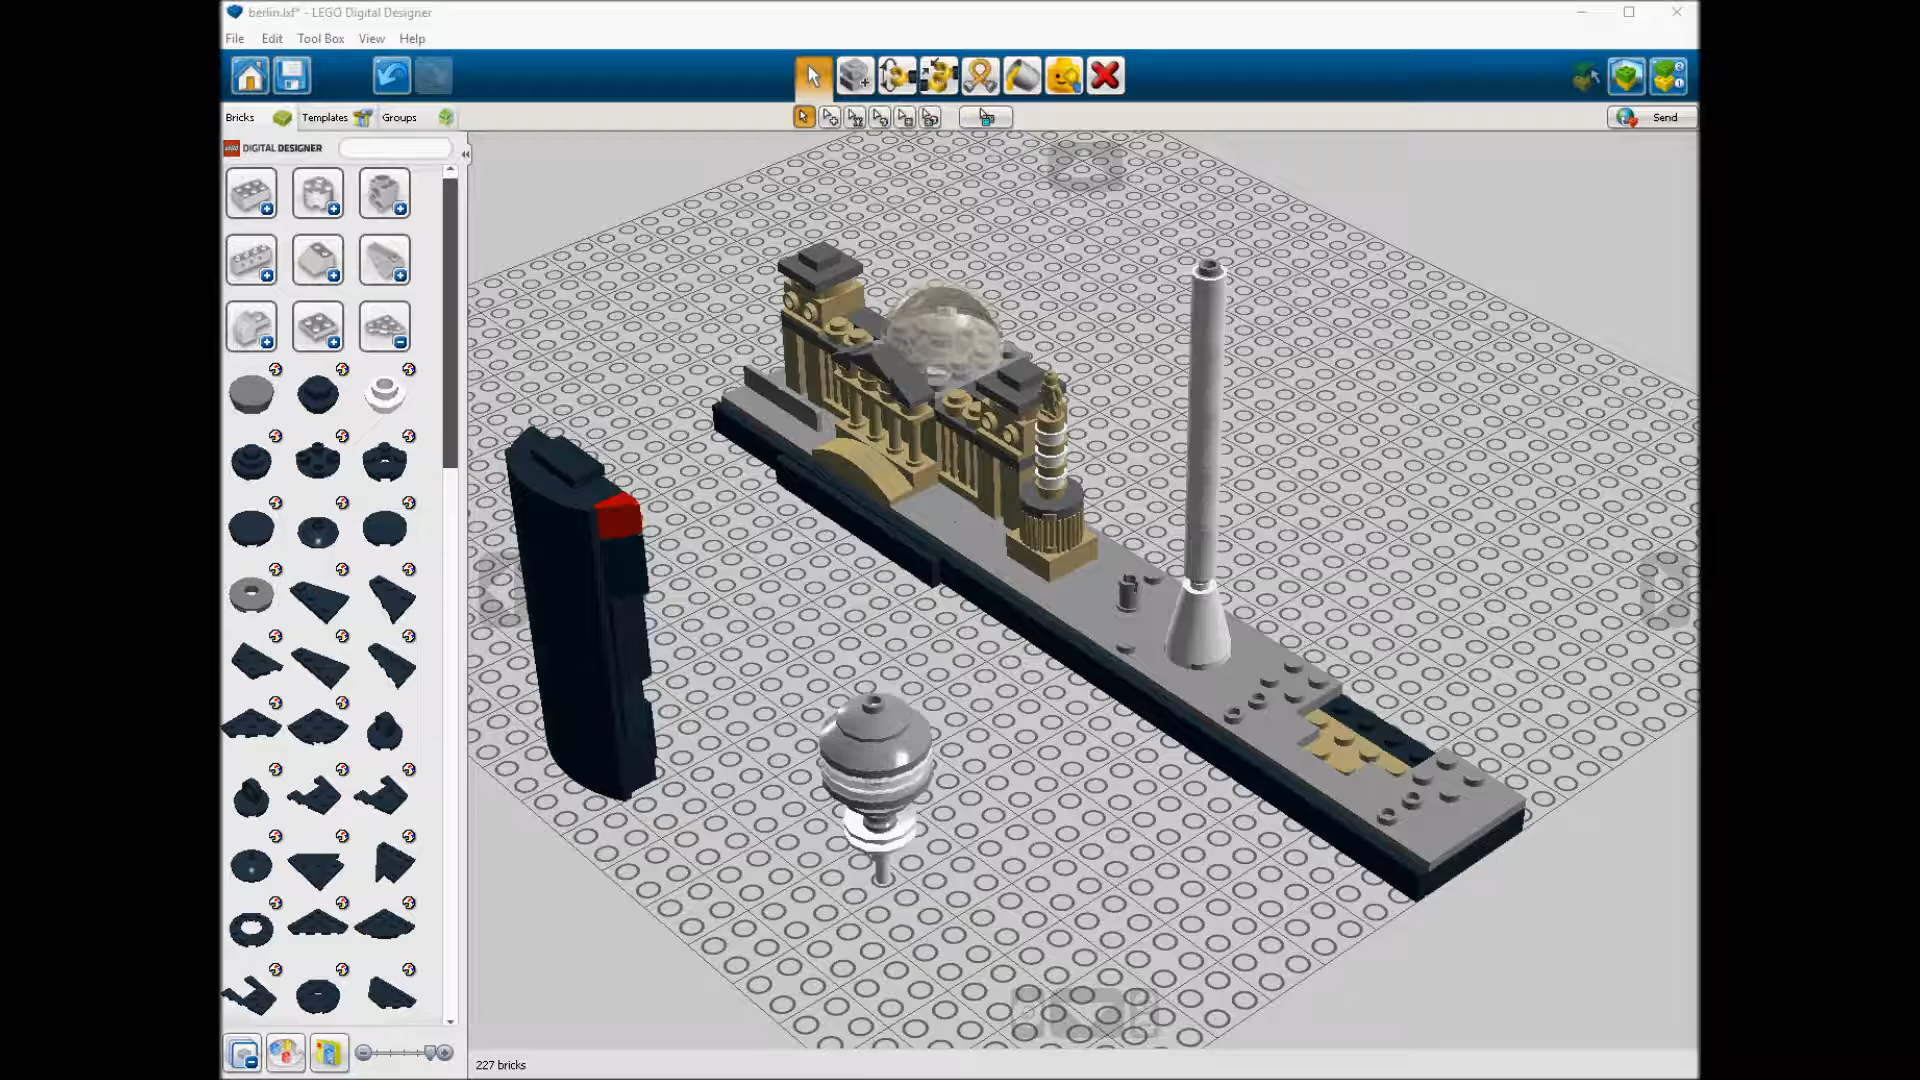 berlin.lxf* - LEGO Digital Designer
File Edit Tool Box View Help
Bricks Templates Groups
Send
LEGO DIGITAL DESIGNER
227 bricks